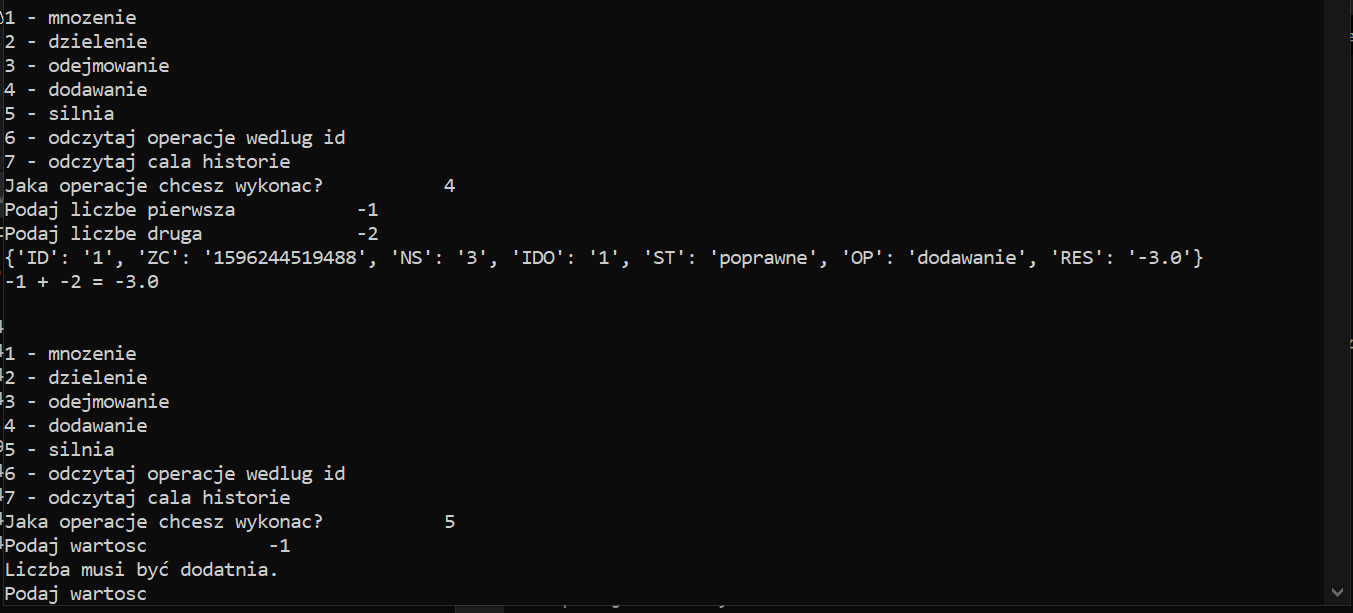 1 - mnozenie
2 - dzielenie
3 - odejmowanie
4 - dodawanie
5 - silnia
6 - odczytaj operacje wedlug id
7 - odczytaj cala historie
Jaka operacje chcesz wykonac? 4
Podaj liczbe pierwsza -1
Podaj liczbe druga -2
{'ID': '1', 'ZC': '1596244519488', 'NS': '3', 'IDO': '1', 'ST': 'poprawne', 'OP': 'dodawanie', 'RES': '-3.0'}
-1 + -2 = -3.0
1 - mnozenie
2 - dzielenie
3 - odejmowanie
4 - dodawanie
5 - silnia
6 - odczytaj operacje wedlug id
7 - odczytaj cala historie
Jaka operacje chcesz wykonac? 5
Podaj wartosc -1
Liczba musi być dodatnia.
Podaj wartosc